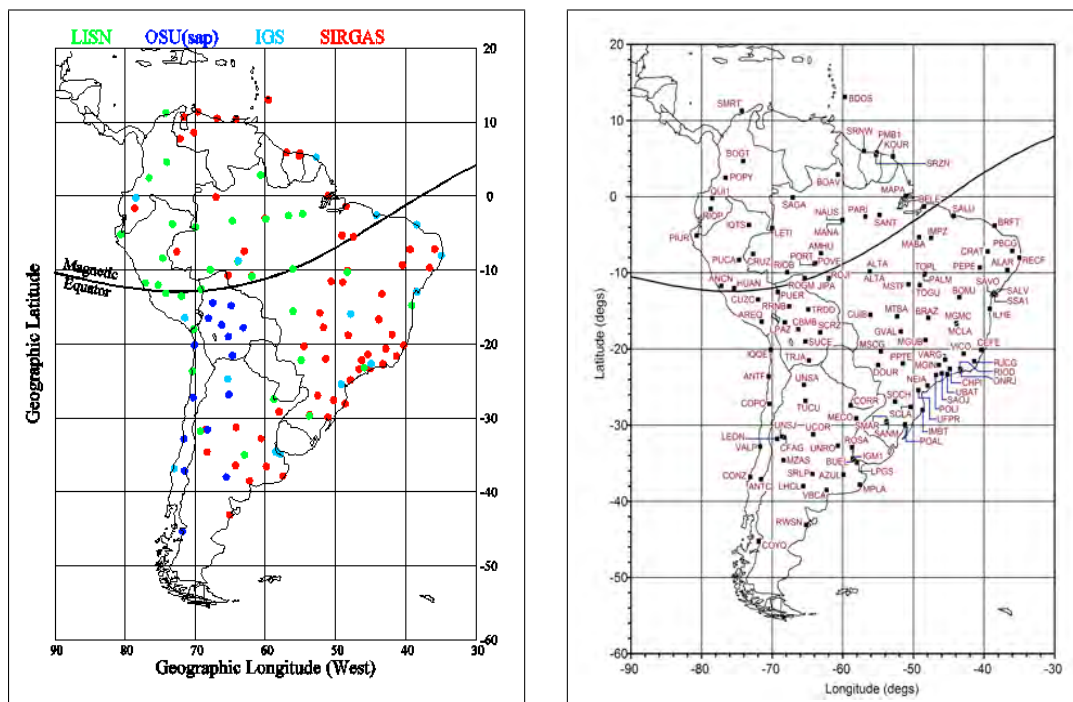 LISN OSU(sap) IGS SIRGAS
20
10
0
-10
-20
-30
-40
-50
-60
Geographic Latitude
Magnetic
Equator
90 80 70 60 50 40 30
Geographic Longitude (West)
20
10
0
-10
-20
-30
-40
-50
-60
Latitude (degs)
SMRT
BDOS
SRNW
PMB1
KOUR
BOGT
SRZN
POPY
BOAV
QUI1
SAGA
MAPA
BELE
RIOP
IQTS
NAUS
PARI
SANT
SALU
BRFT
PIUR
LETI
MANA
MABA
IMPZ
CRAT
PBCG
PUCA
CRUZ
PORT
AMHU
POVE
ALTA
RECF
RIOB
ALTA
TOPL
PEPE
ALAR
ANCN
HUAN
ROGM
JIPA
ROJI
MSTF
PALM
SAVO
CUZC
PUER
TOGU
BOMJ
SALV
SSA1
RRNB
TRDD
CUIB
MTBA
BRAZ
MGMC
ILHE
AREQ
LPAZ
CBMB
SCRZ
GVAL
MCLA
IQQE
SUCE
MSCG
MGUB
VICO
CEFE
TRJA
PPTE
VARG
RJCG
ANTF
UNSA
DOUR
MGIN
RIOD
ONRJ
CHPI
COPO
TUCU
CORR
SCCH
NEIA
UBAT
SAOJ
POLI
UFPR
UNSJ
MECO
SCLA
SMAR
SANM
IMBT
POAL
LEDN
UCOR
VALP
CFAG
UNRO
ROSA
MZAS
IGM1
BUEL
LPGS
CONZ
ANTC
SRLP
AZUL
LHCL
VBCA
MPLA
RWSN
COYQ
-90 -80 -70 -60 -50 -40 -30
Longitude (degs)